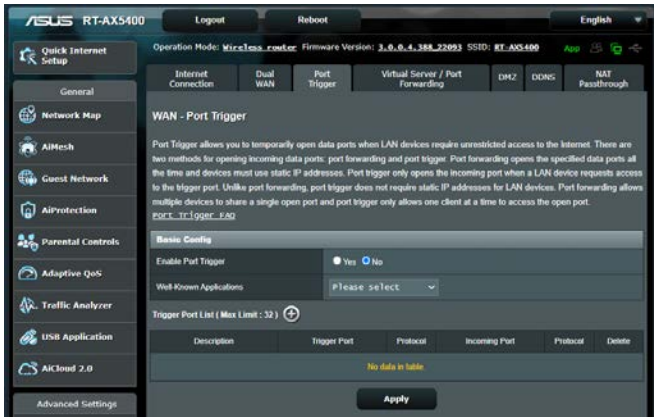 ASUS RT-AX5400 Logout Reboot English
Quick Internet Setup
Operation Mode: Wireless router Firmware Version: 3.0.0.4.388_22093 SSID: RT-AX5400 App
General
Network Map
AiMesh
Guest Network
AiProtection
Parental Controls
Adaptive QoS
Traffic Analyzer
USB Application
AiCloud 2.0
Advanced Settings
Internet Connection
Dual WAN
Port Trigger
Virtual Server / Port Forwarding
DMZ
DDNS
NAT Passthrough
WAN - Port Trigger
Port Trigger allows you to temporarily open data ports when LAN devices require unrestricted access to the Internet. There are
two methods for opening incoming data ports: port forwarding and port trigger. Port forwarding opens the specified data ports all
the time and devices must use static IP addresses. Port trigger only opens the incoming port when a LAN device requests access
to the trigger port. Unlike port forwarding, port trigger does not require static IP addresses for LAN devices. Port forwarding allows
multiple devices to share a single open port and port trigger only allows one client at a time to access the open port.
Port Trigger FAQ
Basic Config
Enable Port Trigger Yes No
Well-Known Applications Please select
Trigger Port List ( Max Limit : 32 )
Description Trigger Port Protocol Incoming Port Protocol Delete
No data in table.
Apply